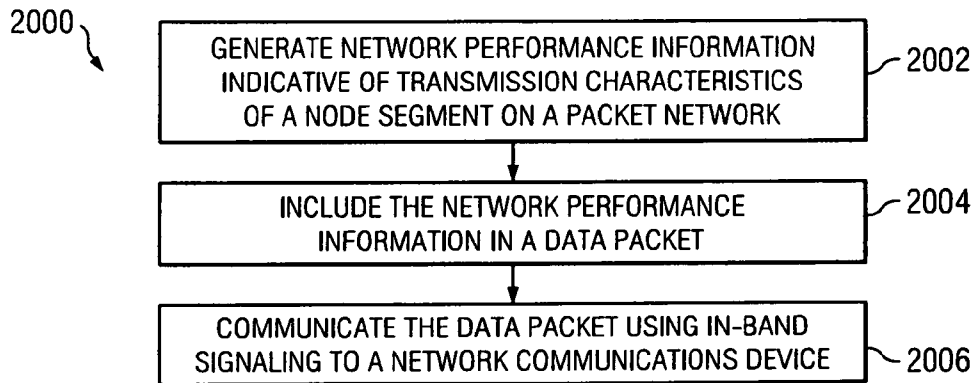 2000
GENERATE NETWORK PERFORMANCE INFORMATION
INDICATIVE OF TRANSMISSION CHARACTERISTICS
OF A NODE SEGMENT ON A PACKET NETWORK
2002
INCLUDE THE NETWORK PERFORMANCE
INFORMATION IN A DATA PACKET
2004
COMMUNICATE THE DATA PACKET USING IN-BAND
SIGNALING TO A NETWORK COMMUNICATIONS DEVICE
2006